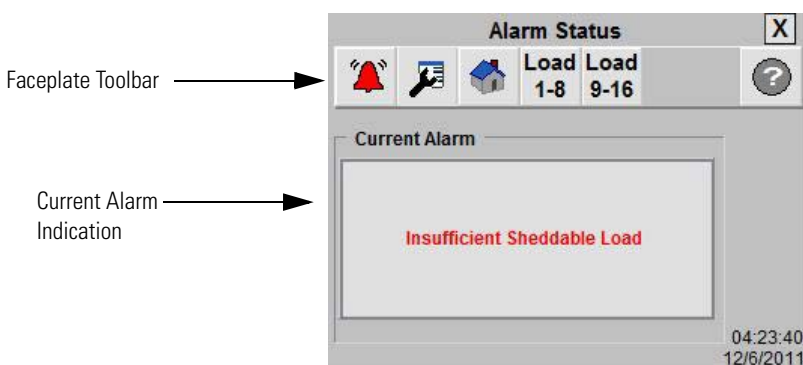 Alarm Status X
Faceplate Toolbar
Load 1-8
Load 9-16
?
Current Alarm
Current Alarm
Indication
Insufficient Sheddable Load
04:23:40
12/6/2011